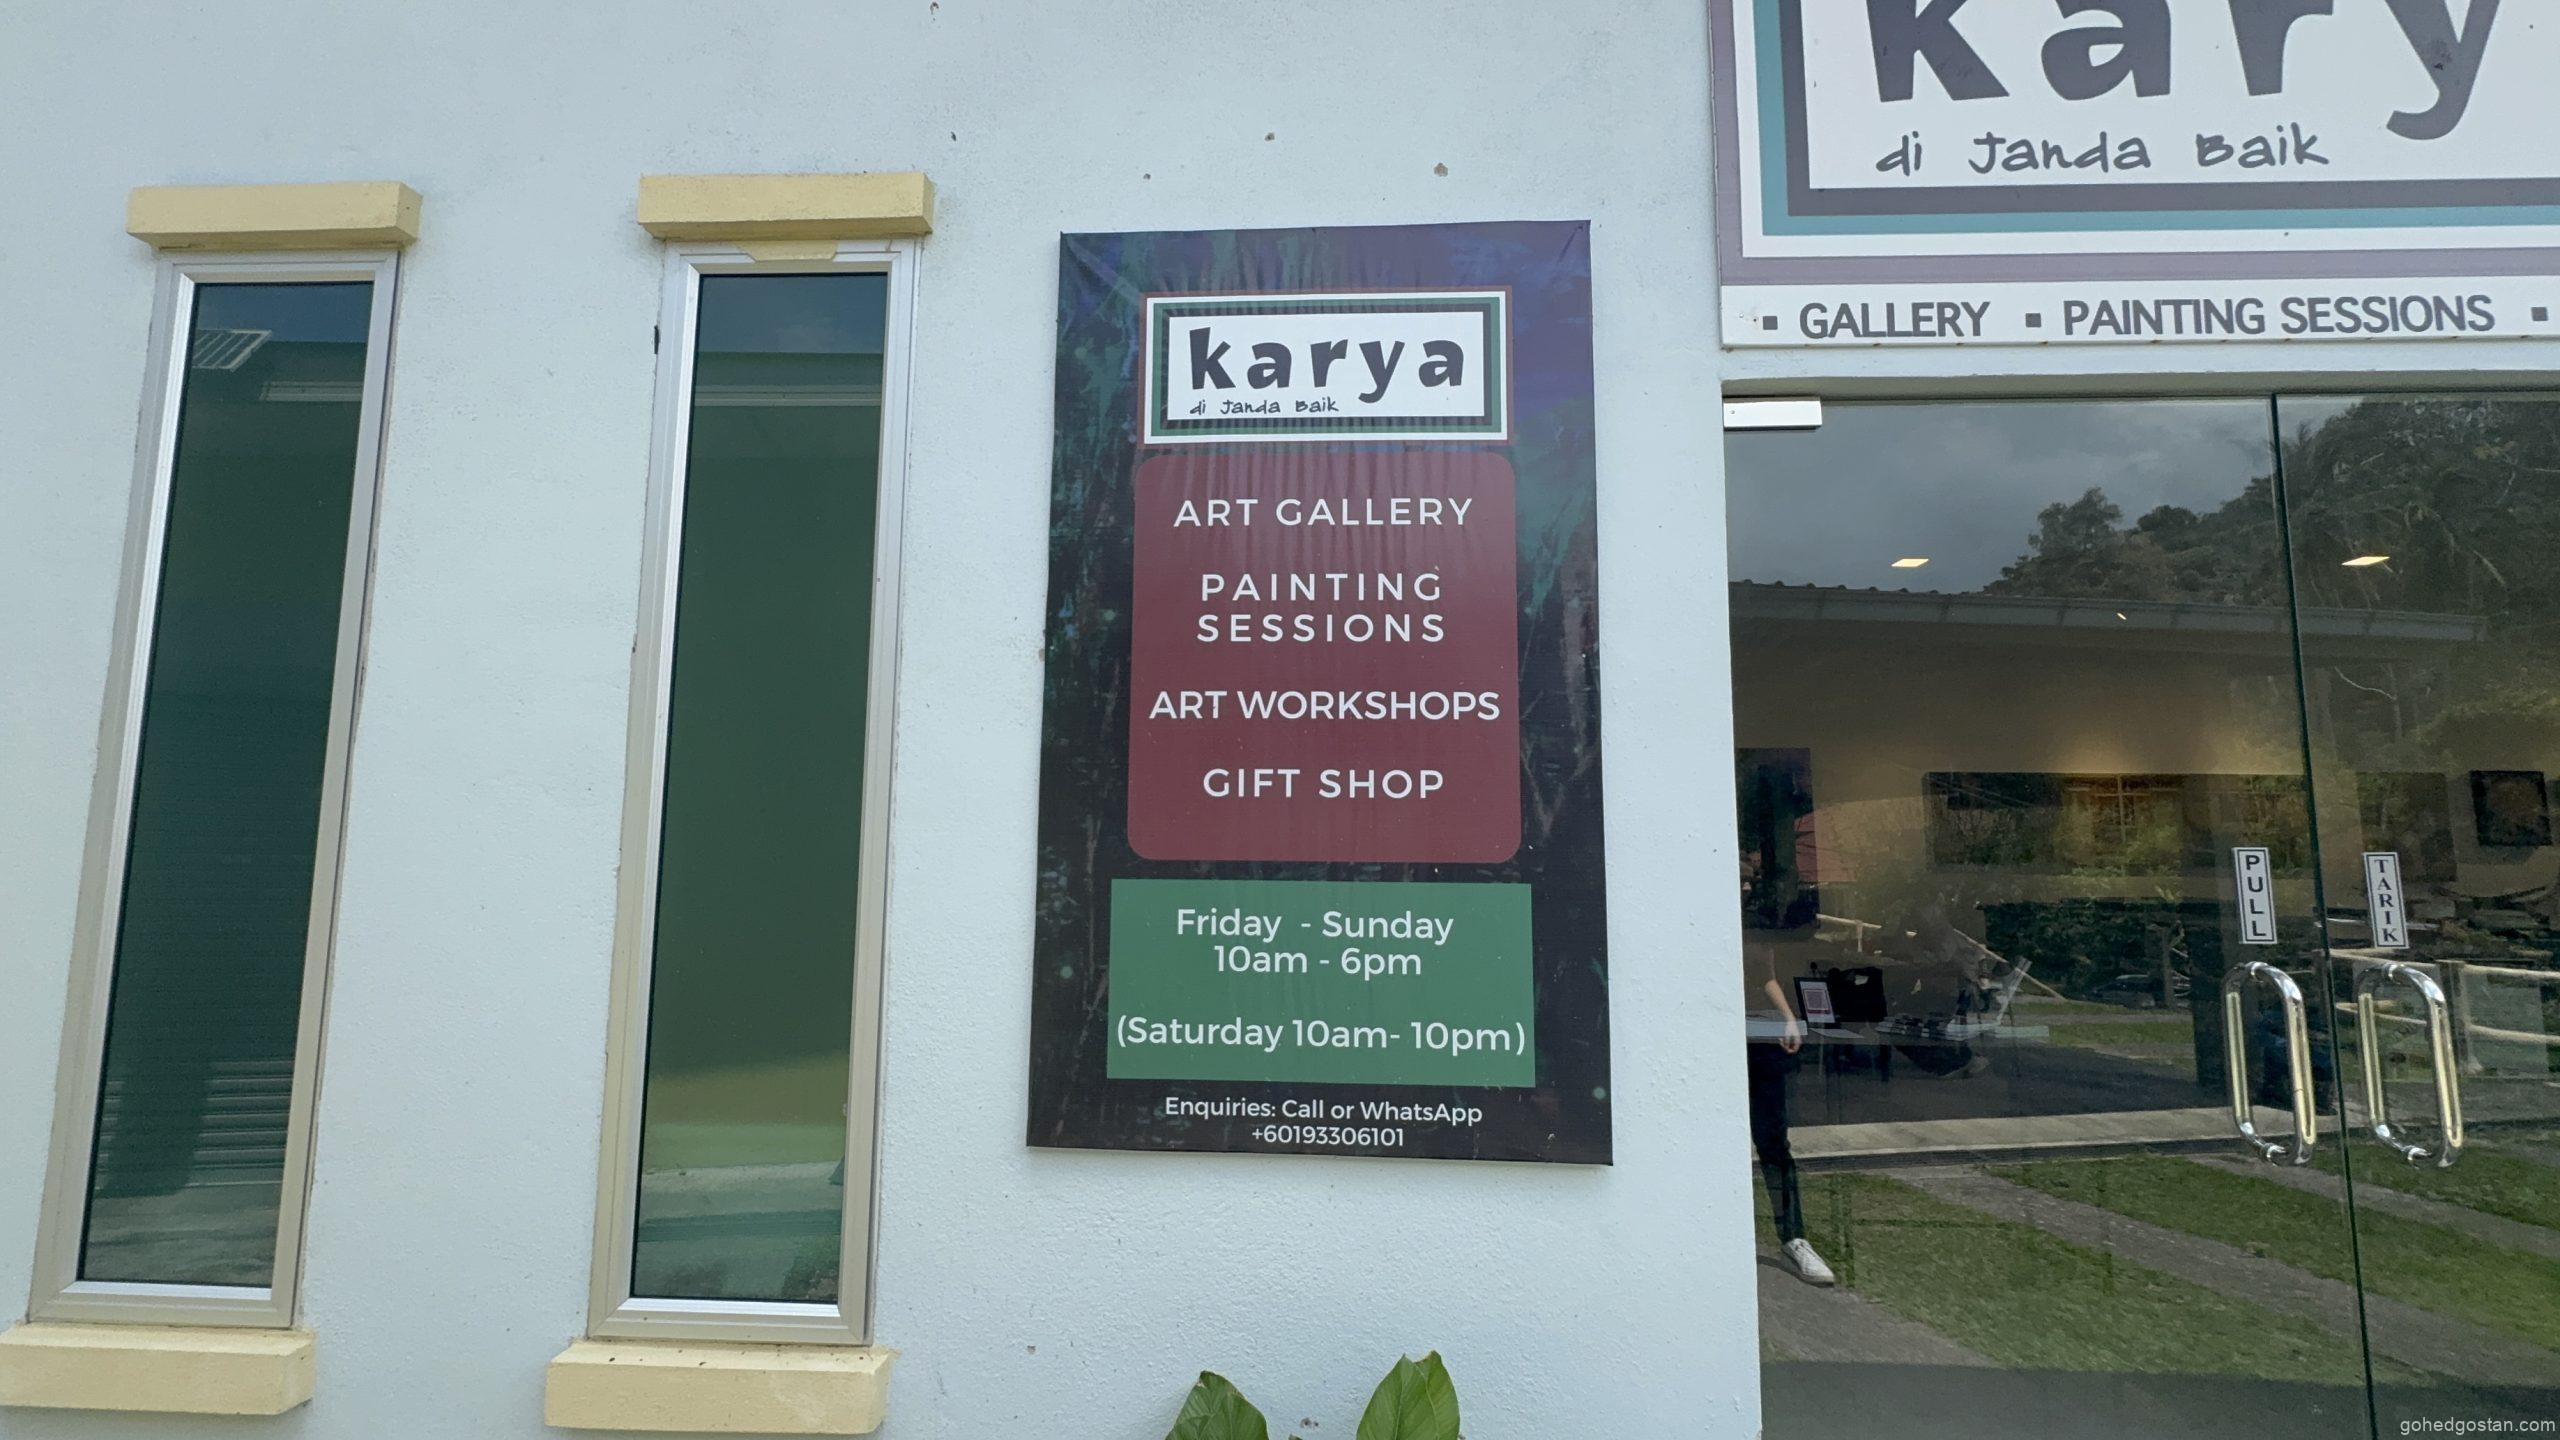 kary
di Janda Baik
▪ GALLERY ▪ PAINTING SESSIONS ▪
karya
di Janda Baik
ART GALLERY
PAINTING
SESSIONS
ART WORKSHOPS
GIFT SHOP
Friday - Sunday
10am - 6pm
(Saturday 10am- 10pm)
Enquiries: Call or WhatsApp
+60193306101
PULL
TARIK
gohedgostan.com